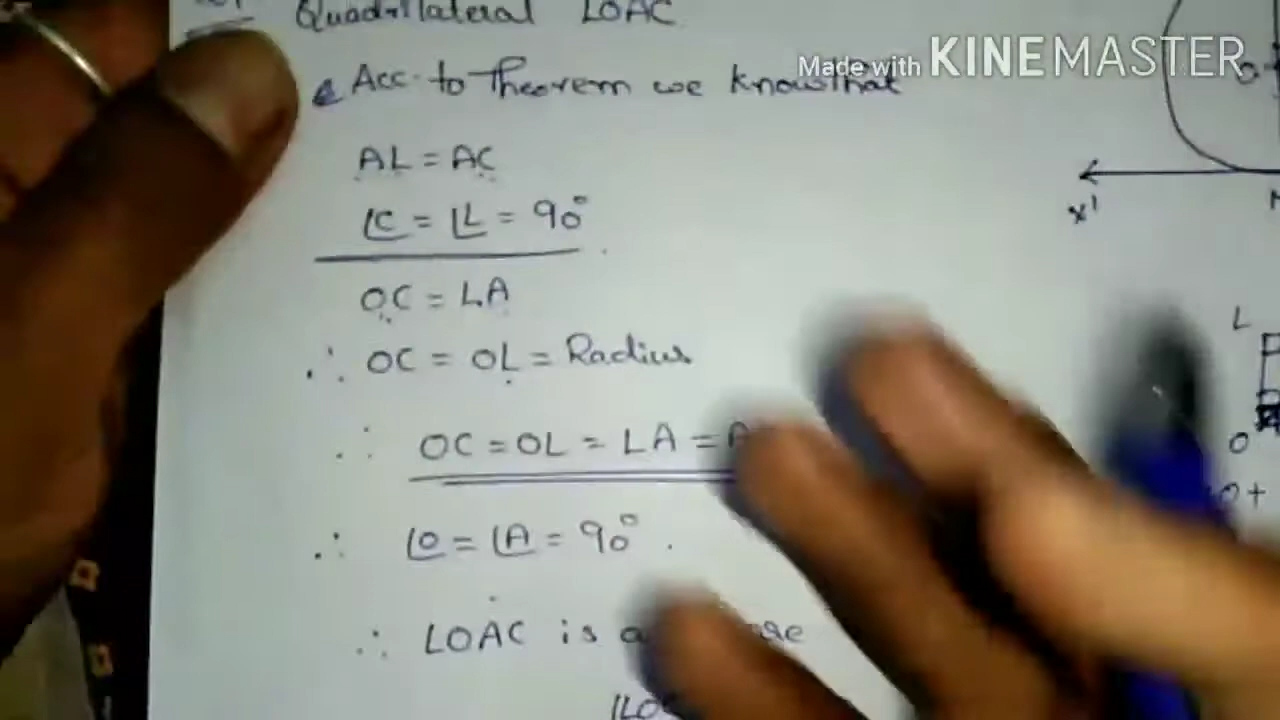 Quadrilateral LOAC
Acc. to Theorem we know that
Made with KINEMASTER
AL = AC
∠C = ∠L = 90°
OC = LA
∴ OC = OL = Radius
∴ OC = OL = LA =
∴ ∠O = ∠A = 90°.
∴ LOAC is a
x'
L
O